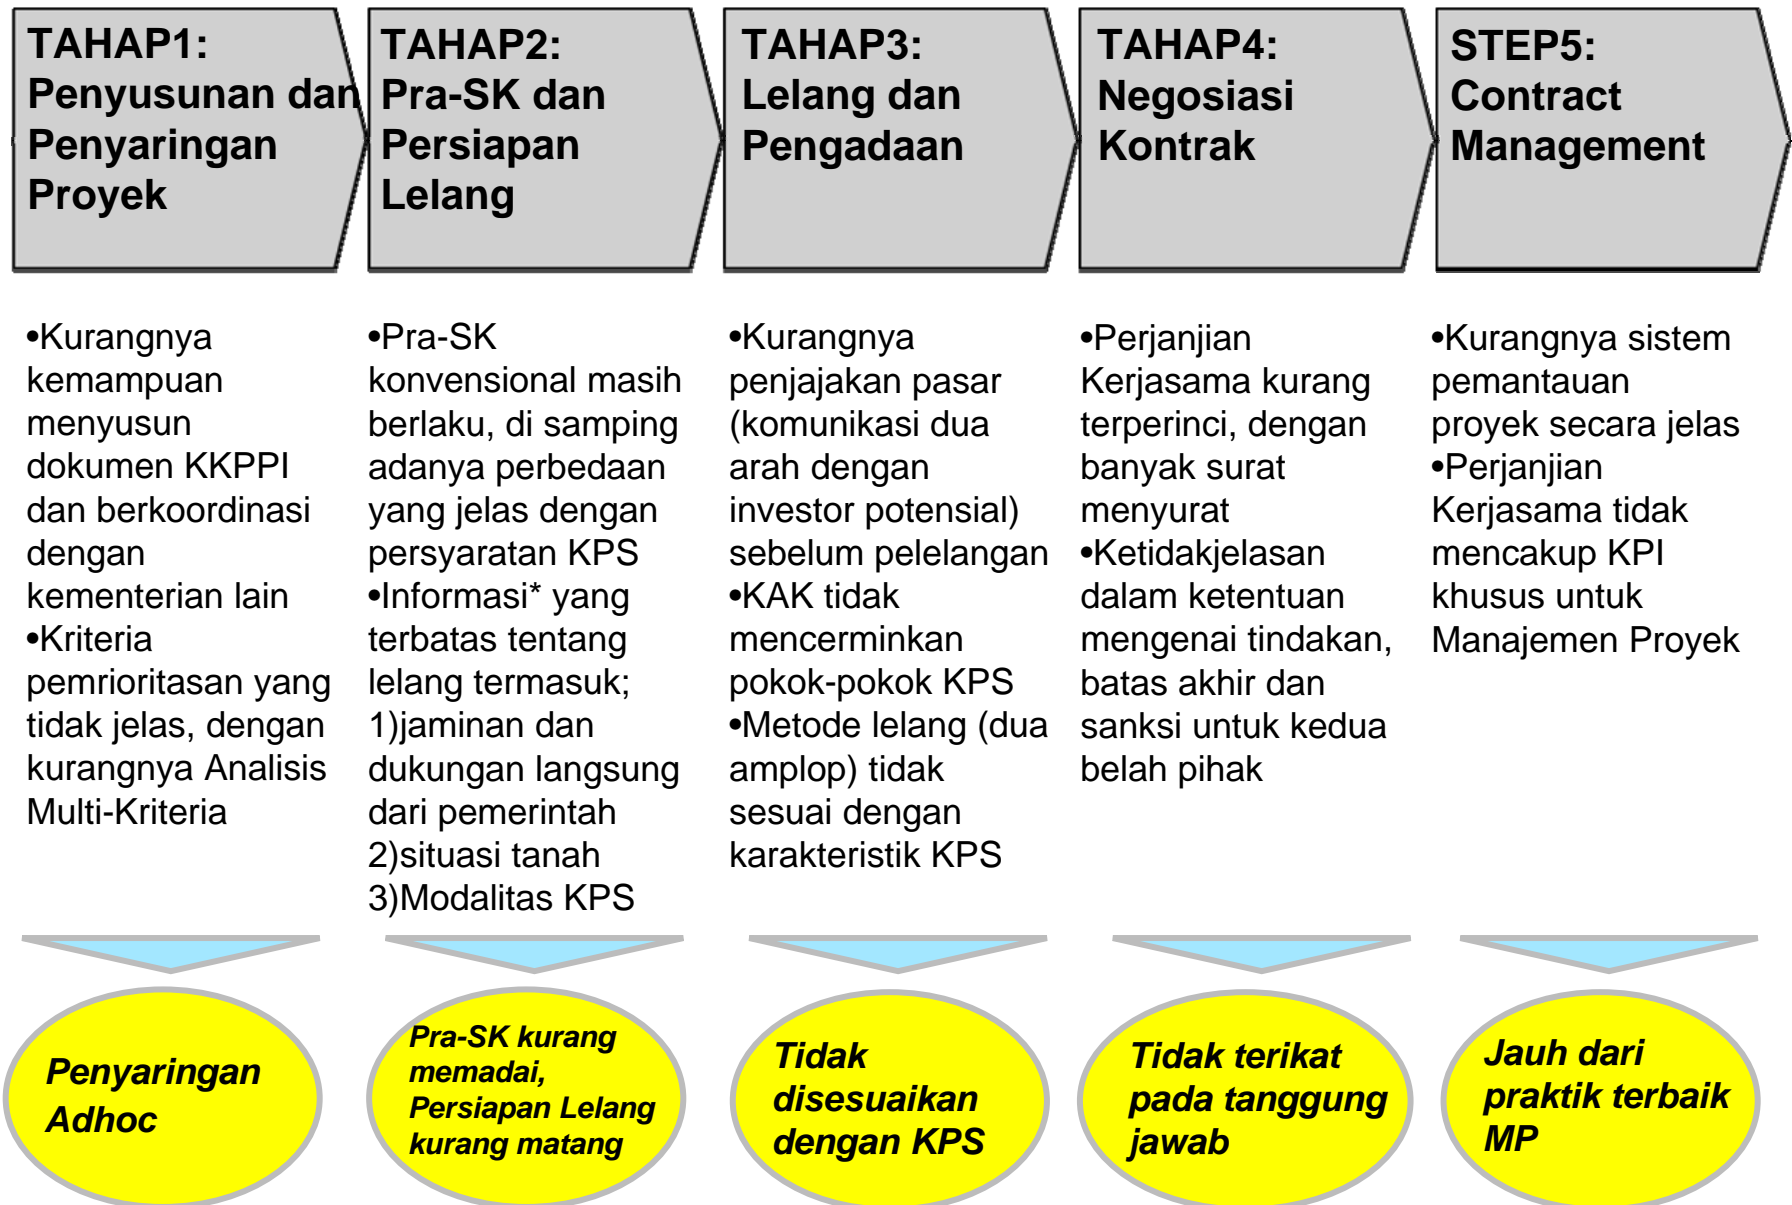 TAHAP1:
Penyusunan dan
Penyaringan
Proyek
TAHAP2:
Pra-SK dan
Persiapan
Lelang
TAHAP3:
Lelang dan
Pengadaan
TAHAP4:
Negosiasi
Kontrak
STEP5:
Contract
Management
•Kurangnya
kemampuan
menyusun
dokumen KKPPI
dan berkoordinasi
dengan
kementerian lain
•Kriteria
pemrioritasan yang
tidak jelas, dengan
kurangnya Analisis
Multi-Kriteria
•Pra-SK
konvensional masih
berlaku, di samping
adanya perbedaan
yang jelas dengan
persyaratan KPS
•Informasi* yang
terbatas tentang
lelang termasuk;
1)jaminan dan
dukungan langsung
dari pemerintah
2)situasi tanah
3)Modalitas KPS
•Kurangnya
penjajakan pasar
(komunikasi dua
arah dengan
investor potensial)
sebelum pelelangan
•KAK tidak
mencerminkan
pokok-pokok KPS
•Metode lelang (dua
amplop) tidak
sesuai dengan
karakteristik KPS
•Perjanjian
Kerjasama kurang
terperinci, dengan
banyak surat
menyurat
•Ketidakjelasan
dalam ketentuan
mengenai tindakan,
batas akhir dan
sanksi untuk kedua
belah pihak
•Kurangnya sistem
pemantauan
proyek secara jelas
•Perjanjian
Kerjasama tidak
mencakup KPI
khusus untuk
Manajemen Proyek
Penyaringan
Adhoc
Pra-SK kurang
memadai,
Persiapan Lelang
kurang matang
Tidak
disesuaikan
dengan KPS
Tidak terikat
pada tanggung
jawab
Jauh dari
praktik terbaik
MP